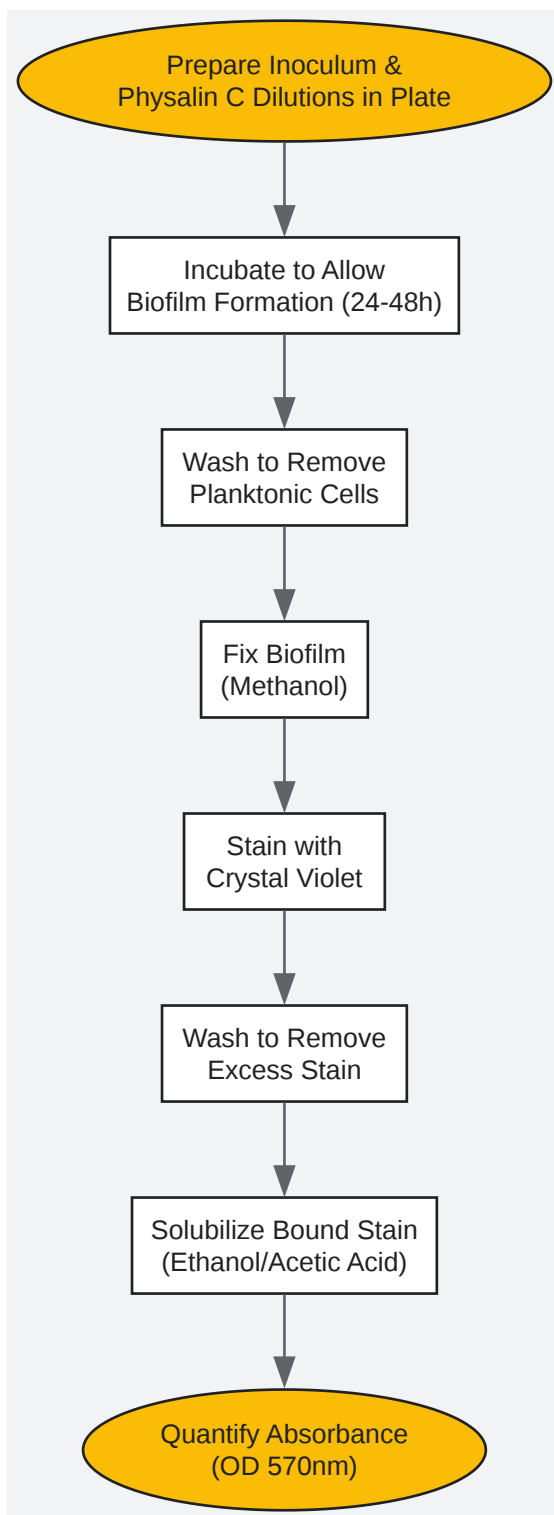 Prepare Inoculum &
Physalin C Dilutions in Plate
Incubate to Allow
Biofilm Formation (24-48h)
Wash to Remove
Planktonic Cells
Fix Biofilm
(Methanol)
Stain with
Crystal Violet
Wash to Remove
Excess Stain
Solubilize Bound Stain
(Ethanol/Acetic Acid)
Quantify Absorbance
(OD 570nm)